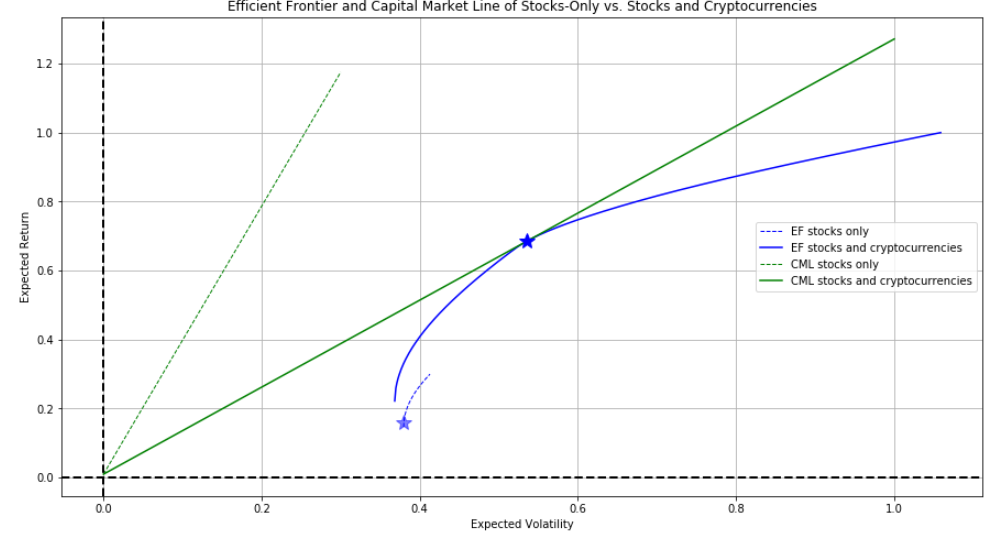 Efficient Frontier and Capital Market Line of Stocks-Only vs. Stocks and Cryptocurrencies
Expected Return
1.2
1.0
0.8
0.6
0.4
0.2
0.0
EF stocks only
EF stocks and cryptocurrencies
CML stocks only
CML stocks and cryptocurrencies
0.0 0.2 0.4 0.6 0.8 1.0
Expected Volatility